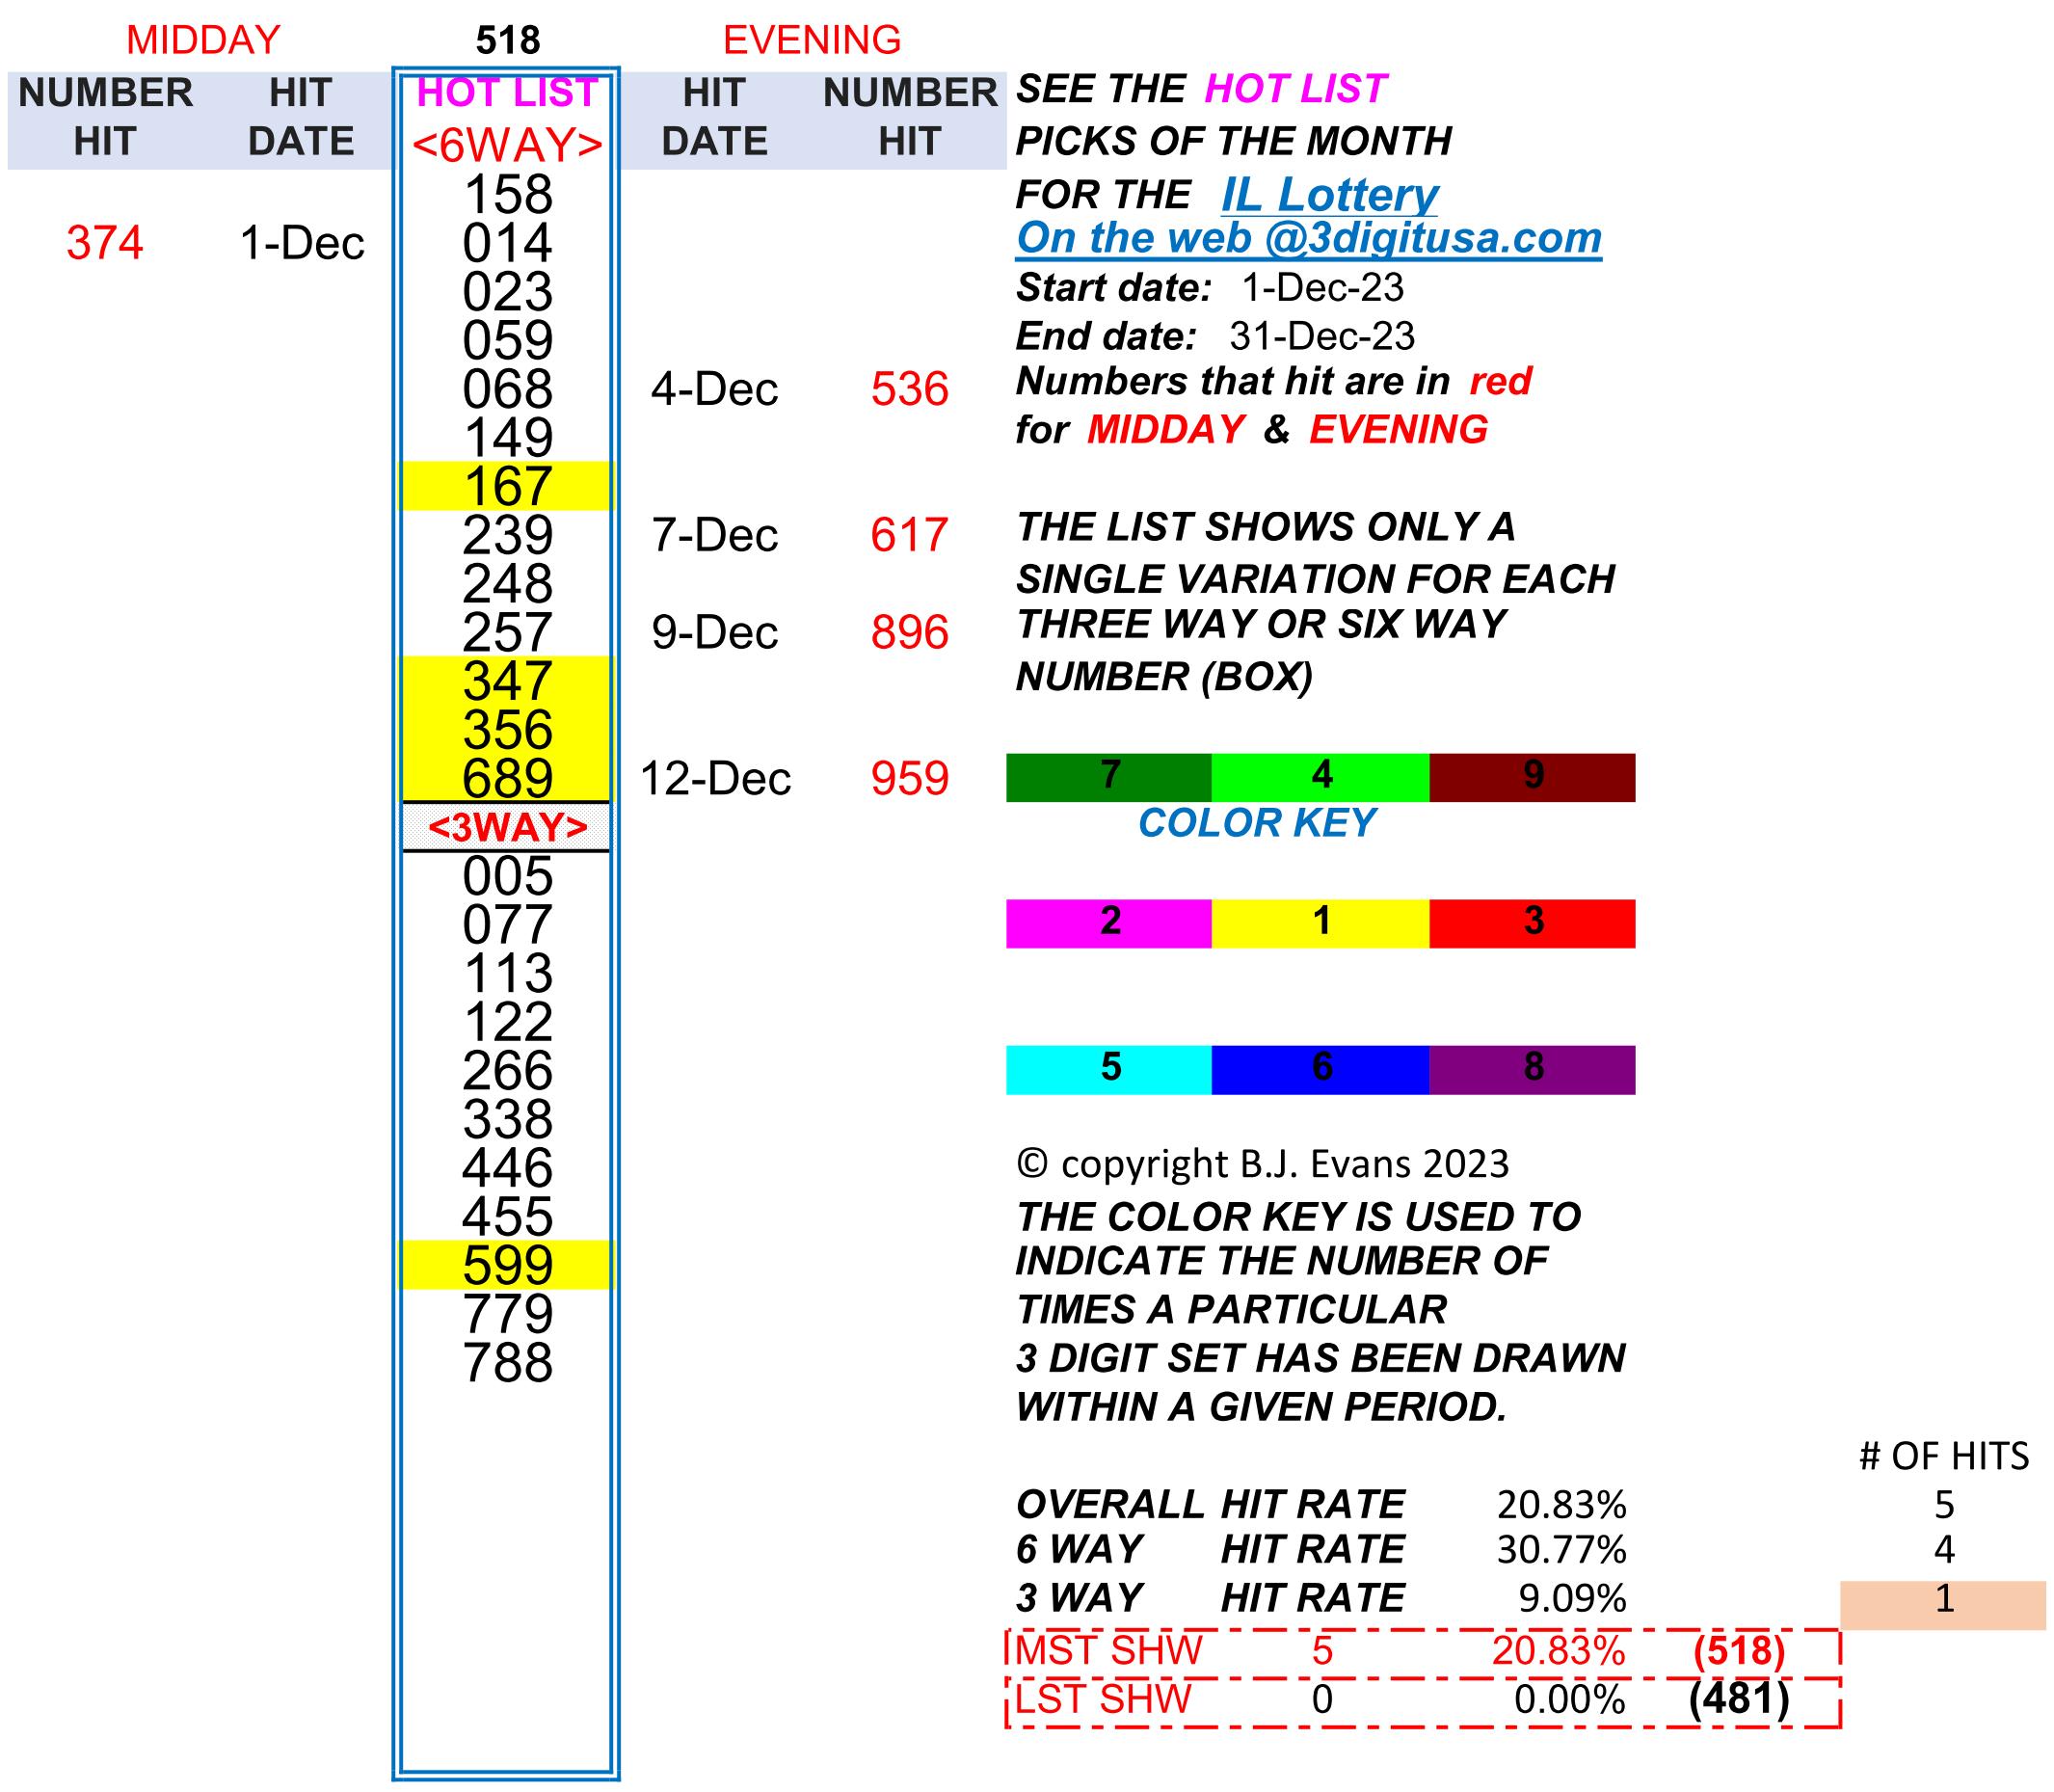 MIDDAY 518 EVENING
NUMBER HIT HOT LIST HIT NUMBER
HIT DATE <6WAY> DATE HIT
158
374 1-Dec 014
023
059
068 4-Dec 536
149
167
239 7-Dec 617
248
257 9-Dec 896
347
356
689 12-Dec 959
<3WAY>
005
077
113
122
266
338
446
455
599
779
788
SEE THE HOT LIST
PICKS OF THE MONTH
FOR THE IL Lottery
On the web @3digitusa.com
Start date: 1-Dec-23
End date: 31-Dec-23
Numbers that hit are in red
for MIDDAY & EVENING
THE LIST SHOWS ONLY A
SINGLE VARIATION FOR EACH
THREE WAY OR SIX WAY
NUMBER (BOX)
7 4 9
COLOR KEY
2 1 3
5 6 8
© copyright B.J. Evans 2023
THE COLOR KEY IS USED TO
INDICATE THE NUMBER OF
TIMES A PARTICULAR
3 DIGIT SET HAS BEEN DRAWN
WITHIN A GIVEN PERIOD.
# OF HITS
OVERALL HIT RATE 20.83% 5
6 WAY HIT RATE 30.77% 4
3 WAY HIT RATE 9.09% 1
MST SHW 5 20.83% (518)
LST SHW 0 0.00% (481)